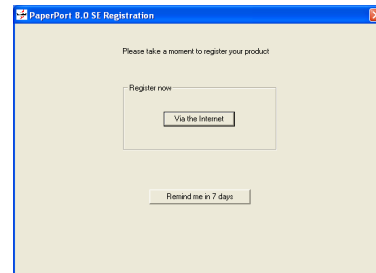 PaperPort 8.0 SE Registration
Please take a moment to register your product
Register now
Via the Internet
Remind me in 7 days